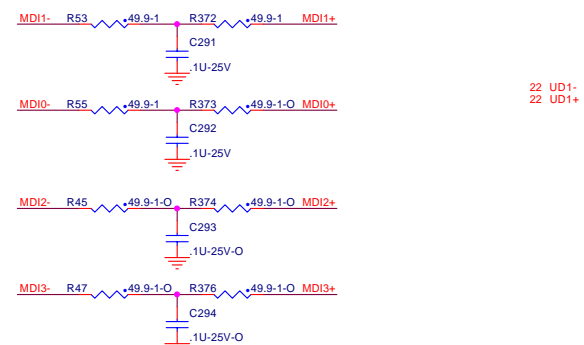 MDI1- R53 49.9-1 R372 49.9-1 MDI1+
C291
.1U-25V
22 UD1-
22 UD1+
MDI0- R55 49.9-1 R373 49.9-1-O MDI0+
C292
.1U-25V
MDI2- R45 49.9-1-O R374 49.9-1-O MDI2+
C293
.1U-25V-O
MDI3- R47 49.9-1-O R376 49.9-1-O MDI3+
C294
.1U-25V-O